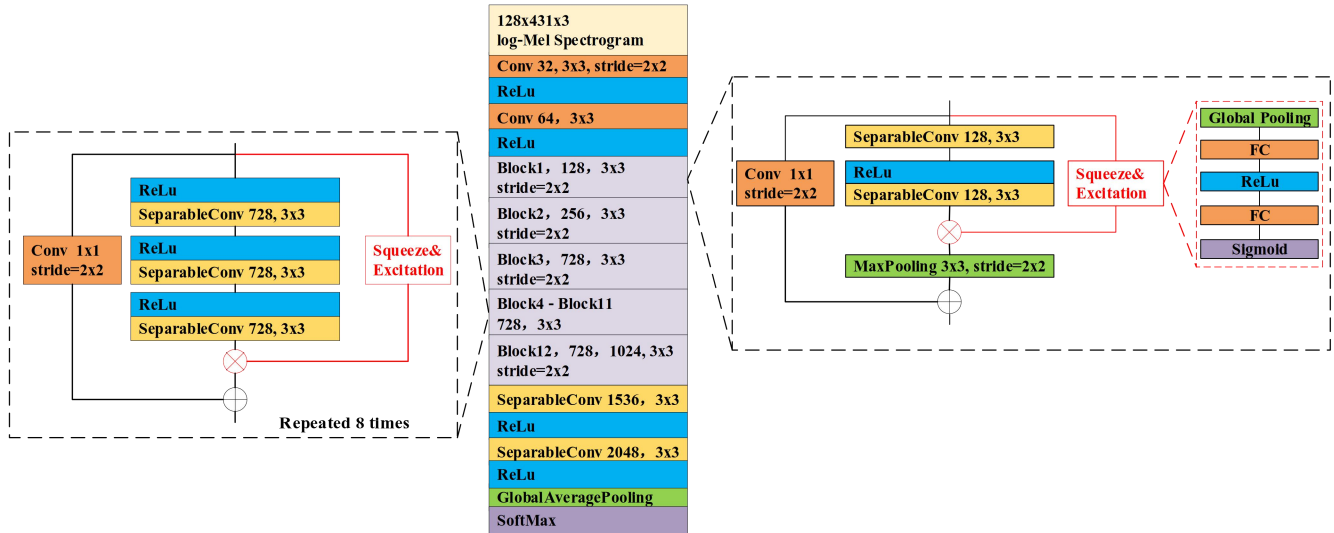 ReLu
SeparableConv 728, 3x3
ReLu
SeparableConv 728, 3x3
ReLu
SeparableConv 728, 3x3
Conv 1x1
stride=2x2
Squeeze&
Excitation
Repeated 8 times
128x431x3
log-Mel Spectrogram
Conv 32, 3x3, stride=2x2
ReLu
Conv 64，3x3
ReLu
Block1，128，3x3
stride=2x2
Block2，256，3x3
stride=2x2
Block3，728，3x3
stride=2x2
Block4 - Block11
728，3x3
Block12，728，1024, 3x3
stride=2x2
SeparableConv 1536，3x3
ReLu
SeparableConv 2048，3x3
ReLu
GlobalAveragePooling
SoftMax
SeparableConv 128, 3x3
ReLu
SeparableConv 128, 3x3
Conv 1x1
stride=2x2
Squeeze&
Excitation
MaxPooling 3x3, stride=2x2
Global Pooling
FC
ReLu
FC
Sigmoid